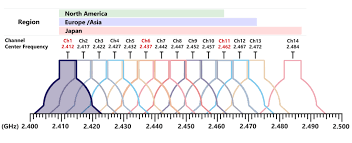 Region
North America
Europe /Asia
Japan
Channel Ch1 Ch2 Ch3 Ch4 Ch5 Ch6 Ch7 Ch8 Ch9 Ch10 Ch11 Ch12 Ch13 Ch14
Center Frequency 2.412 2.417 2.422 2.427 2.432 2.437 2.442 2.447 2.452 2.457 2.462 2.467 2.472 2.484
(GHz) 2.400 2.410 2.420 2.430 2.440 2.450 2.460 2.470 2.480 2.490 2.500